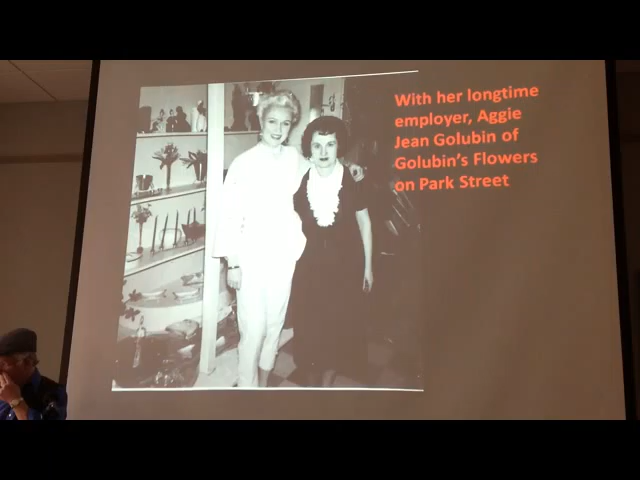 With her longtime
employer, Aggie
Jean Golubin of
Golubin's Flowers
on Park Street